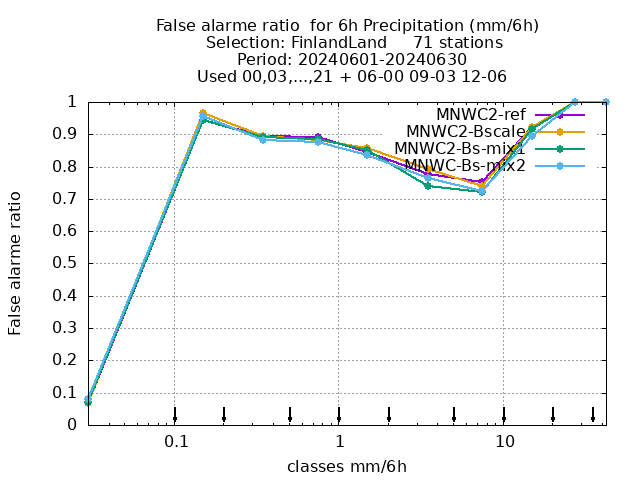 False alarme ratio  for 6h Precipitation (mm/6h)
Selection: FinlandLand     71 stations
Period: 20240601-20240630
Used 00,03,...,21 + 06-00 09-03 12-06
MNWC2-ref
MNWC2-Bscale
MNWC2-Bs-mix1
MNWC-Bs-mix2
False alarme ratio
1
0.9
0.8
0.7
0.6
0.5
0.4
0.3
0.2
0.1
0
0.1 1 10
classes mm/6h